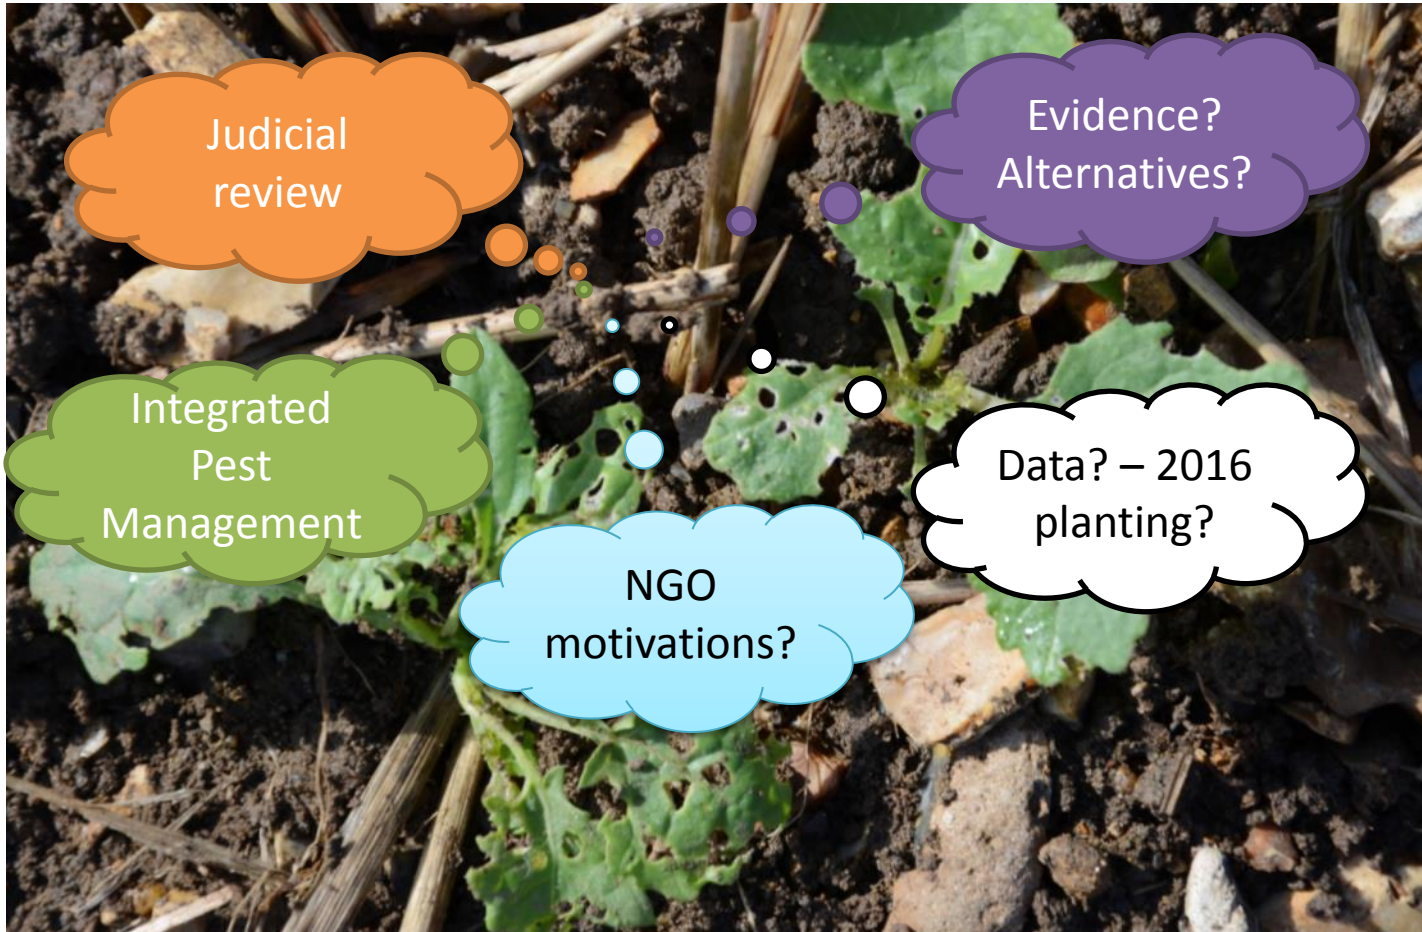 Judicial
review
Evidence?
Alternatives?
Integrated
Pest
Management
Data? – 2016
planting?
NGO
motivations?